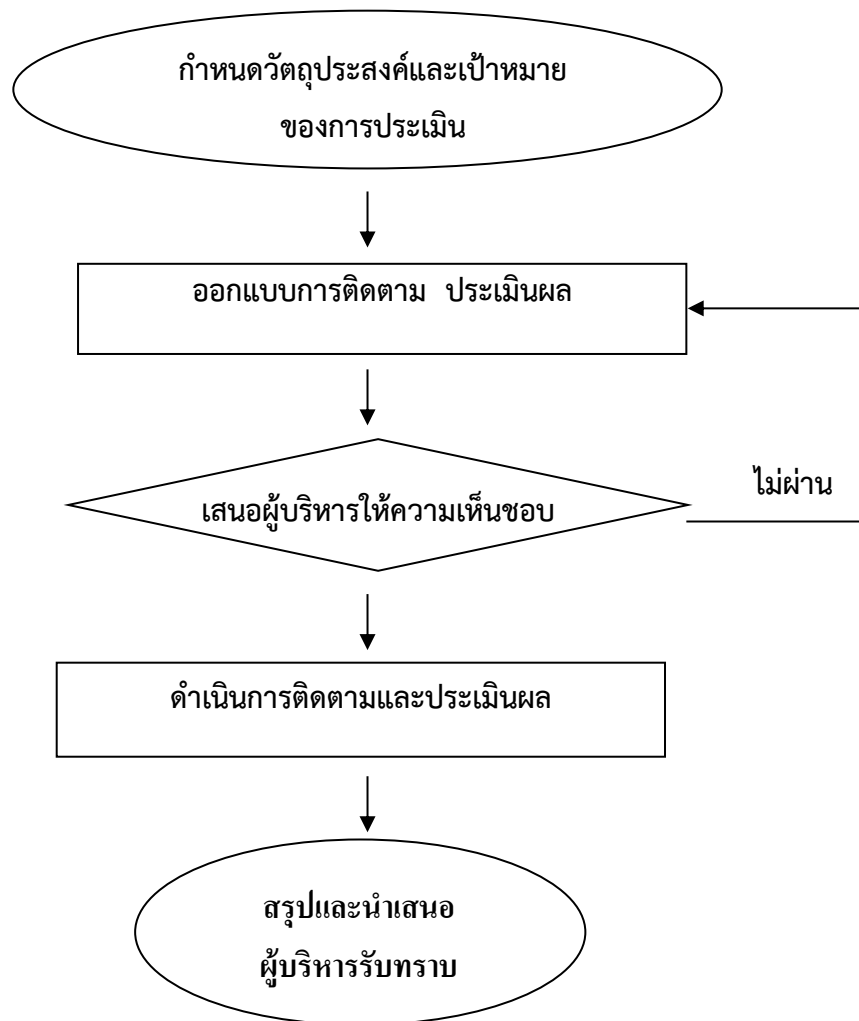 กำหนดวัตถุประสงค์และเป้าหมาย
ของการประเมิน
ออกแบบการติดตาม ประเมินผล
เสนอผู้บริหารให้ความเห็นชอบ
ไม่ผ่าน
ดำเนินการติดตามและประเมินผล
สรุปและนำเสนอ
ผู้บริหารรับทราบ